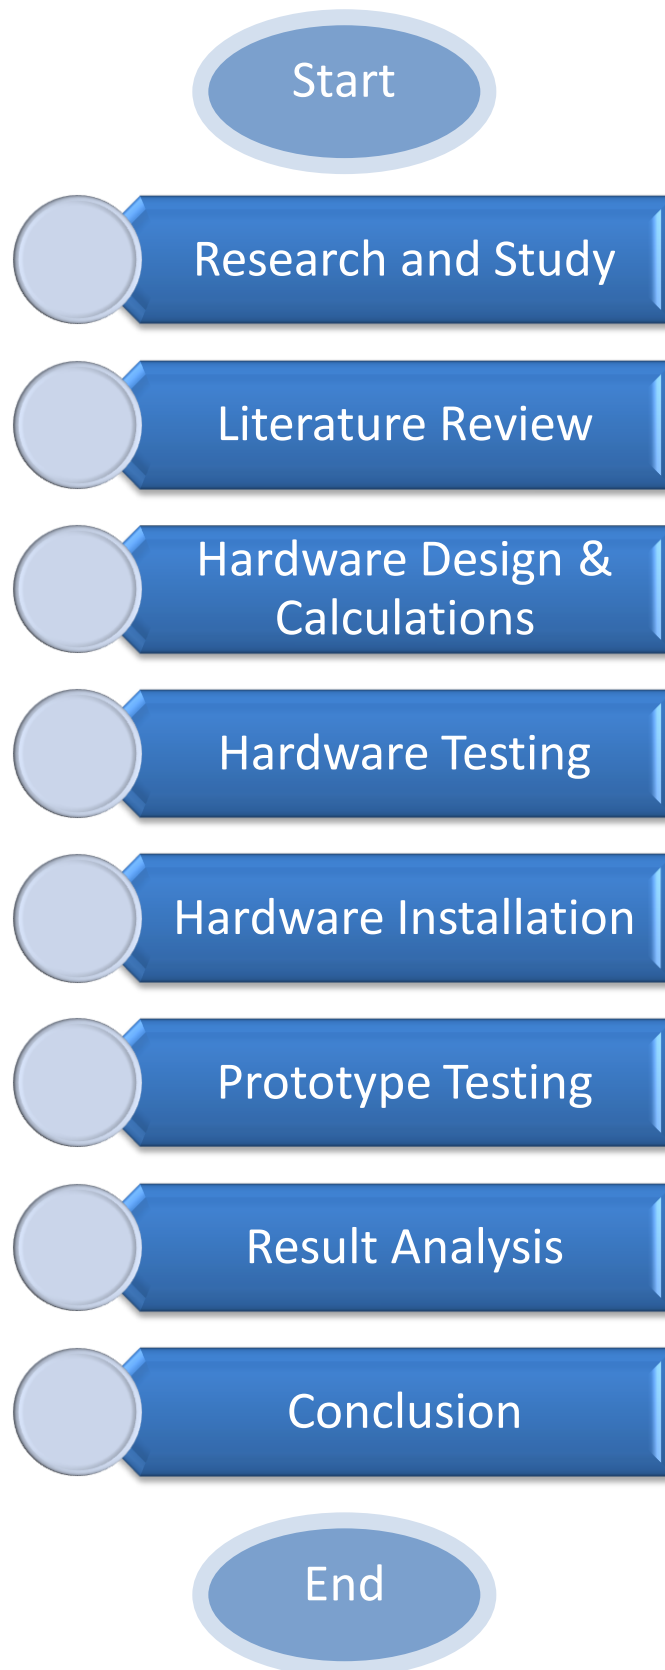 Start
Research and Study
Literature Review
Hardware Design &
Calculations
Hardware Testing
Hardware Installation
Prototype Testing
Result Analysis
Conclusion
End